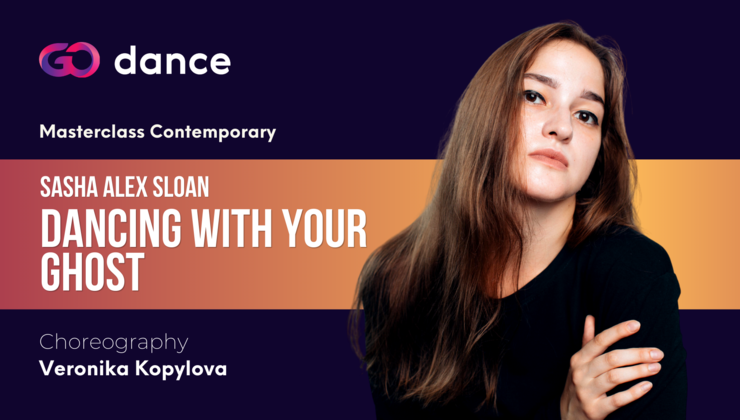 GO dance
Masterclass Contemporary
SASHA ALEX SLOAN
DANCING WITH YOUR
GHOST
Choreography
Veronika Kopylova